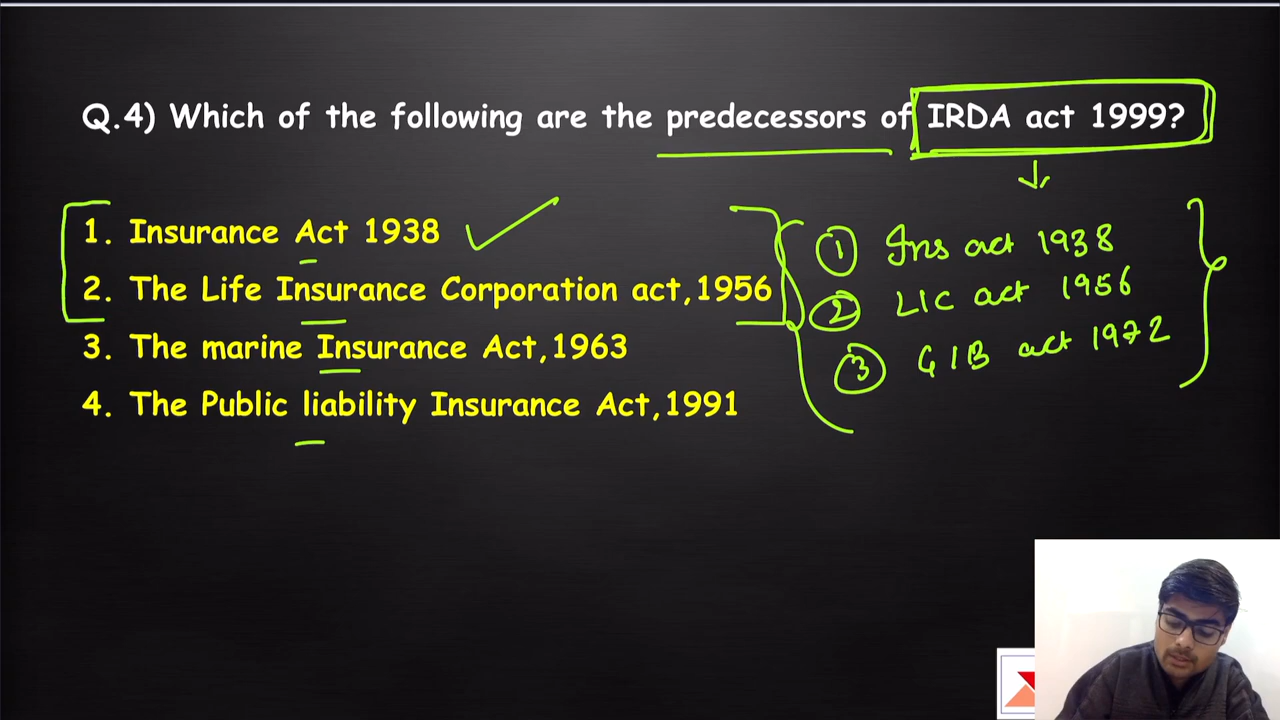 Q.4) Which of the following are the predecessors of IRDA act 1999?
1. Insurance Act 1938
2. The Life Insurance Corporation act,1956
3. The marine Insurance Act,1963
4. The Public liability Insurance Act,1991
1 Ins act 1938
2 LIC act 1956
3 GIB act 1972